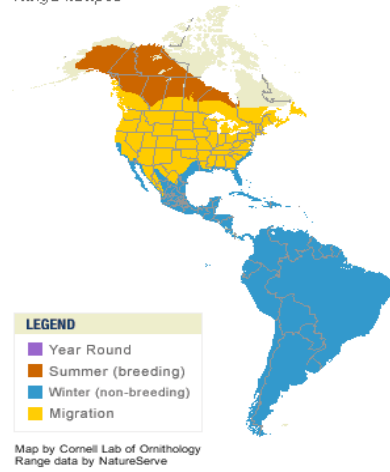 LEGEND
Year Round
Summer (breeding)
Winter (non-breeding)
Migration
Map by Cornell Lab of Ornithology
Range data by NatureServe